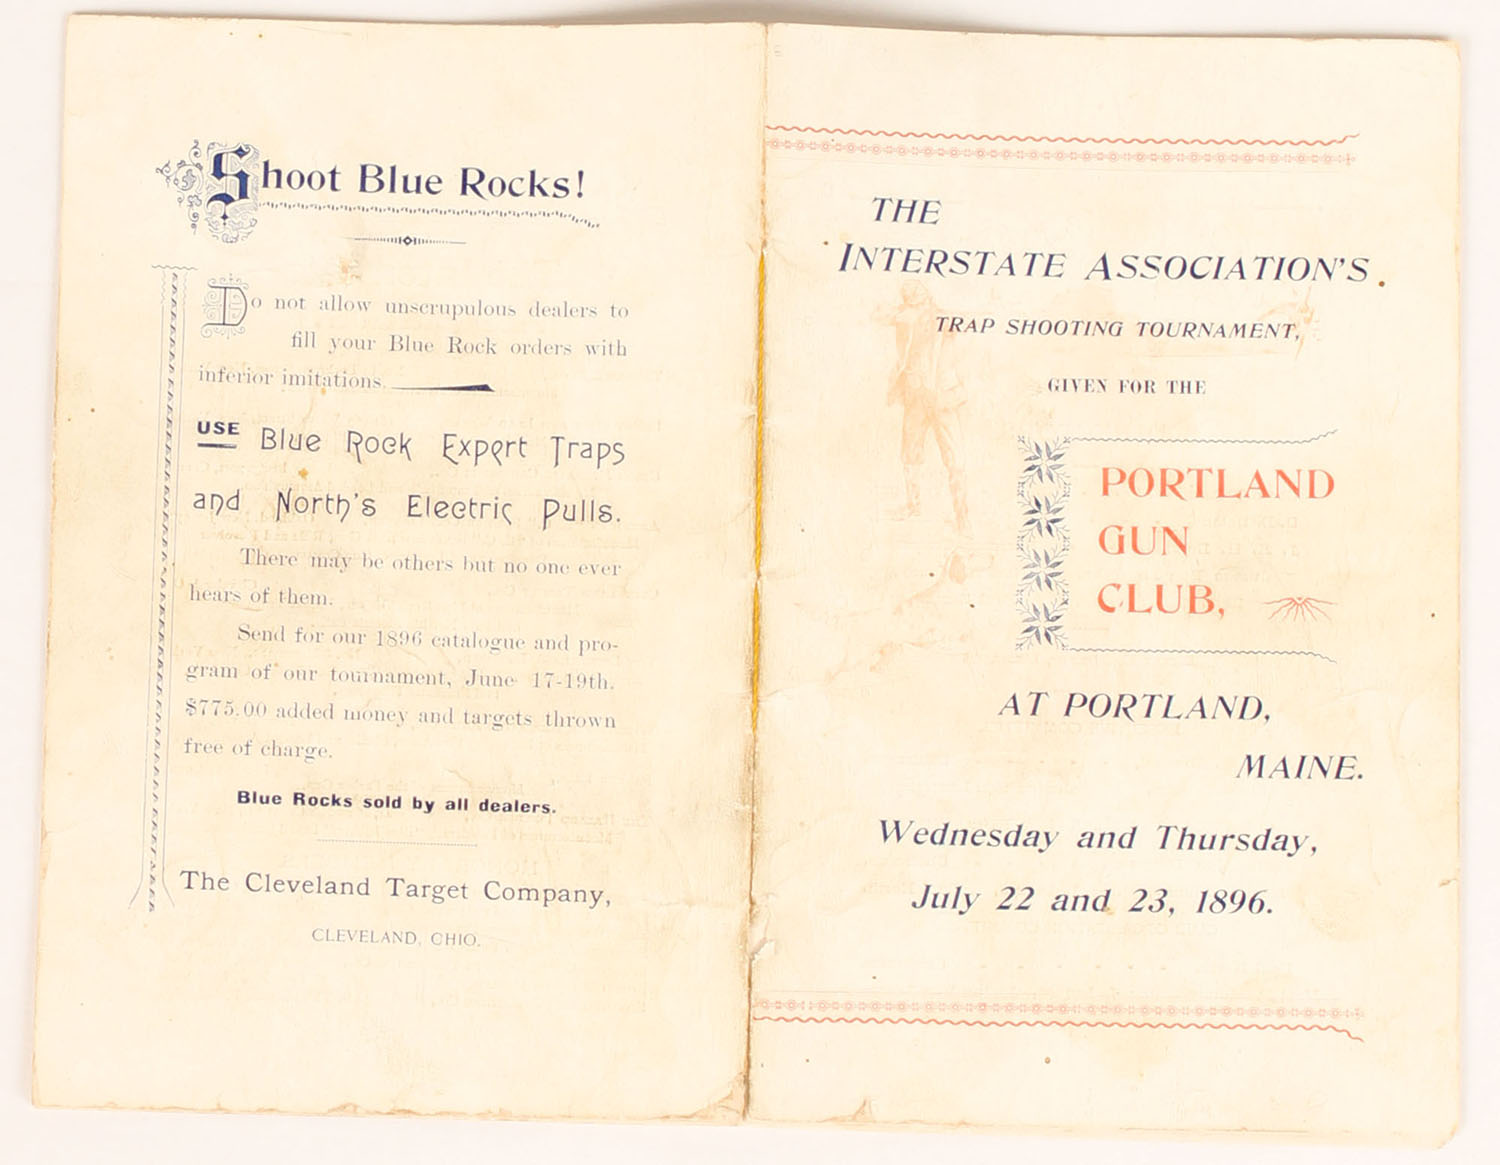 Shoot Blue Rocks!
Do not allow unscrupulous dealers to
fill your Blue Rock orders with
inferior imitations.
USE Blue Rock Expert Traps
and North's Electric Pulls.
There may be others but no one ever
hears of them.
Send for our 1896 catalogue and pro-
gram of our tournament, June 17-19th.
$775.00 added money and targets thrown
free of charge.
Blue Rocks sold by all dealers.
The Cleveland Target Company,
CLEVELAND, OHIO.
THE
INTERSTATE ASSOCIATION'S
TRAP SHOOTING TOURNAMENT,
GIVEN FOR THE
PORTLAND
GUN
CLUB,
AT PORTLAND,
MAINE.
Wednesday and Thursday,
July 22 and 23, 1896.